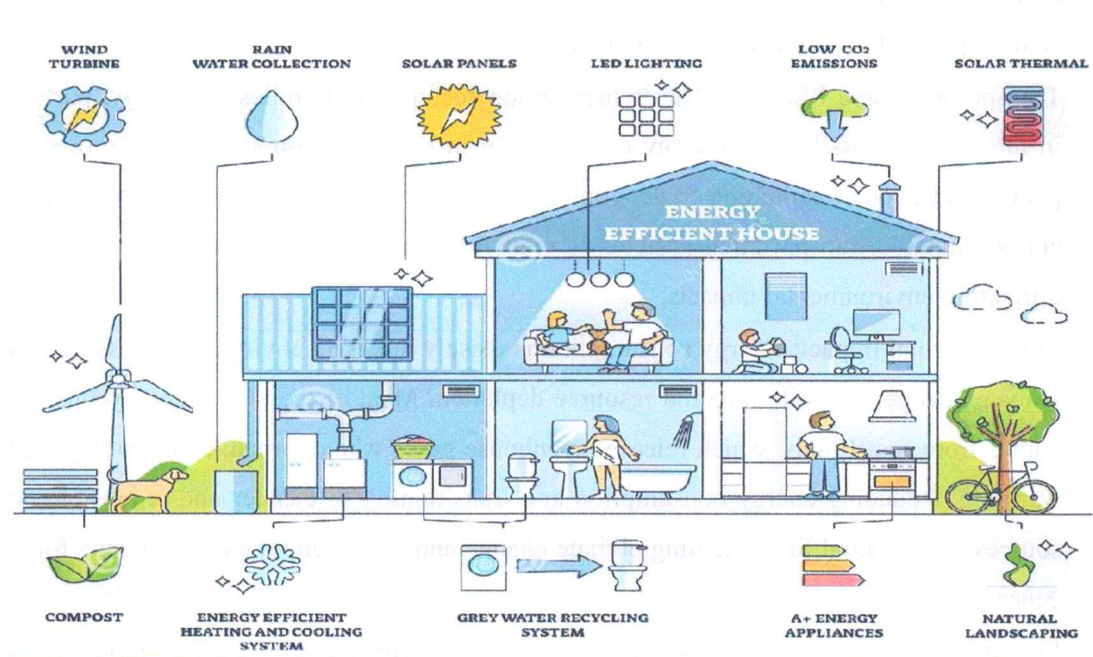 WIND
TURBINE
RAIN
WATER COLLECTION
SOLAR PANELS
LED LIGHTING
LOW CO₂
EMISSIONS
SOLAR THERMAL
ENERGY
EFFICIENT HOUSE
COMPOST
ENERGY EFFICIENT
HEATING AND COOLING
SYSTEM
GREY WATER RECYCLING
SYSTEM
A+ ENERGY
APPLIANCES
NATURAL
LANDSCAPING